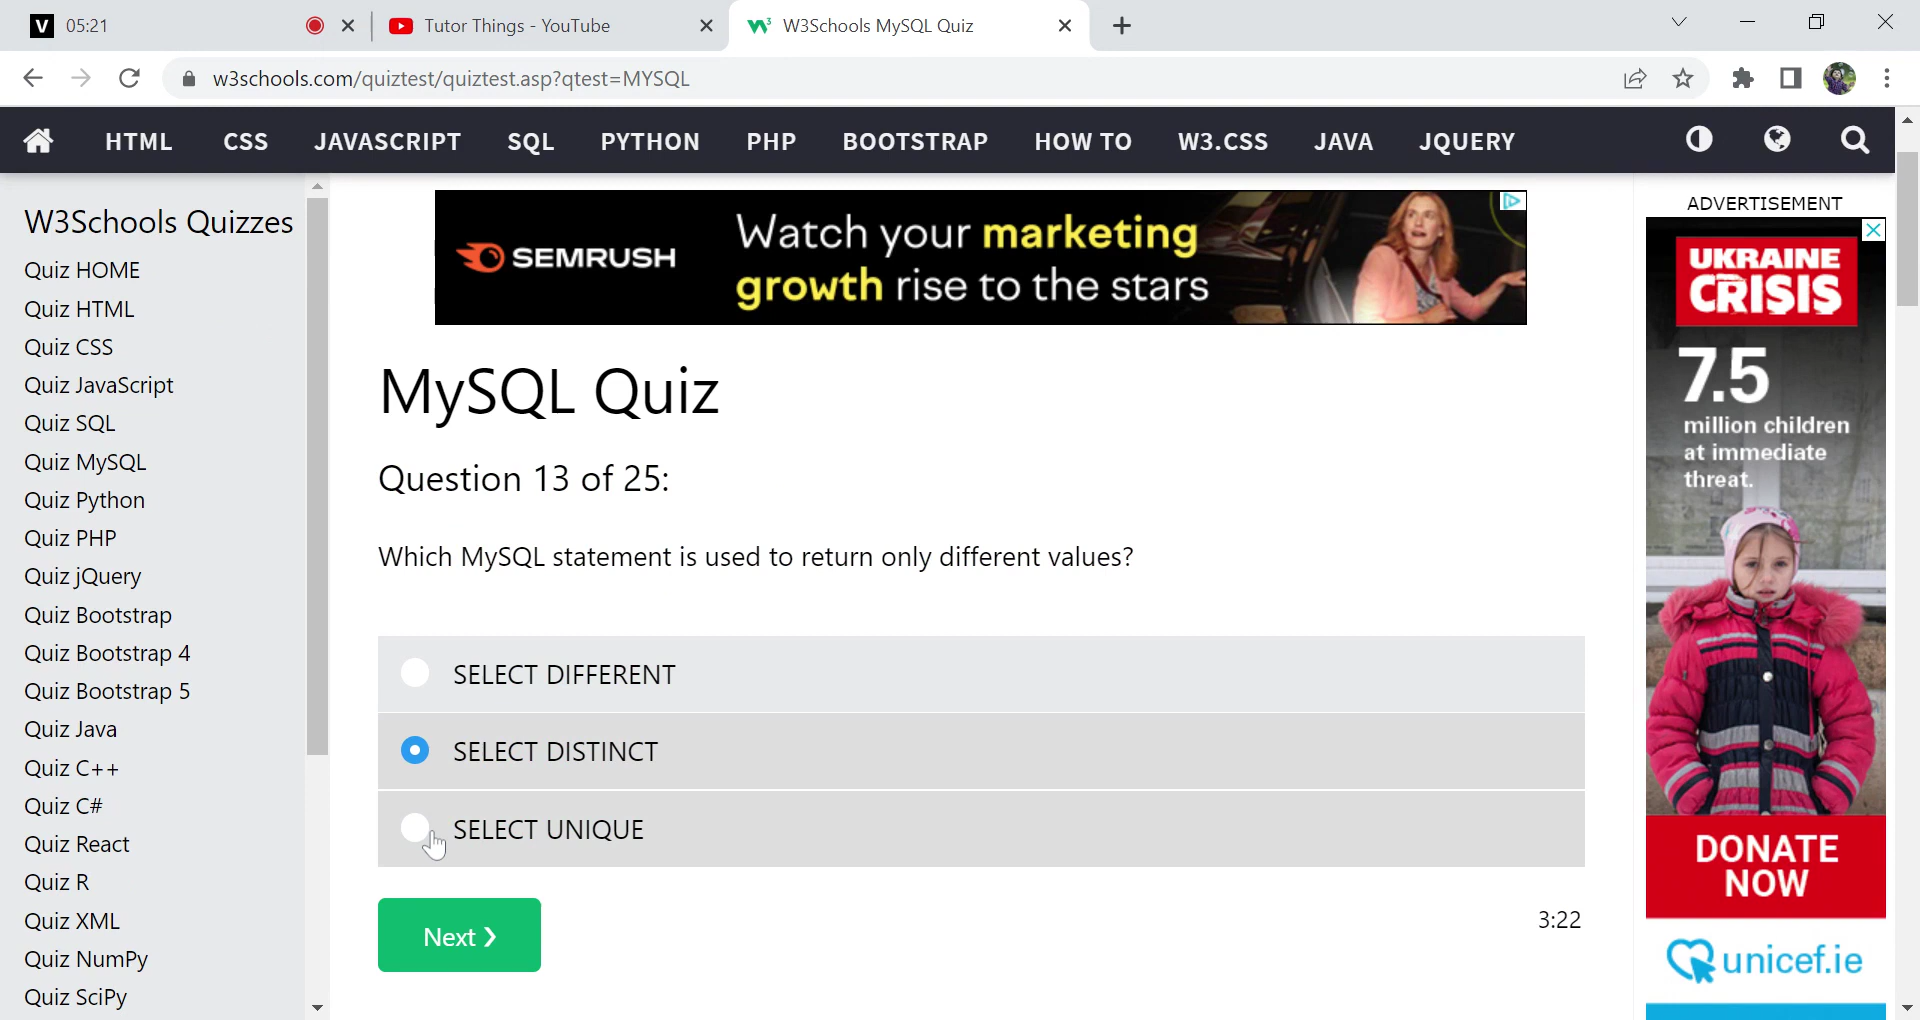 05:21
Tutor Things - YouTube
W3Schools MySQL Quiz
w3schools.com/quiztest/quiztest.asp?qtest=MYSQL
HTML
CSS
JAVASCRIPT
SQL
PYTHON
PHP
BOOTSTRAP
HOW TO
W3.CSS
JAVA
JQUERY
W3Schools Quizzes
Quiz HOME
Quiz HTML
Quiz CSS
Quiz JavaScript
Quiz SQL
Quiz MySQL
Quiz Python
Quiz PHP
Quiz jQuery
Quiz Bootstrap
Quiz Bootstrap 4
Quiz Bootstrap 5
Quiz Java
Quiz C++
Quiz C#
Quiz React
Quiz R
Quiz XML
Quiz NumPy
Quiz SciPy
SEMRUSH
Watch your marketing
growth rise to the stars
MySQL Quiz
Question 13 of 25:
Which MySQL statement is used to return only different values?
SELECT DIFFERENT
SELECT DISTINCT
SELECT UNIQUE
Next ❯
3:22
ADVERTISEMENT
UKRAINE
CRISIS
7.5
million children
at immediate
threat.
DONATE
NOW
unicef.ie